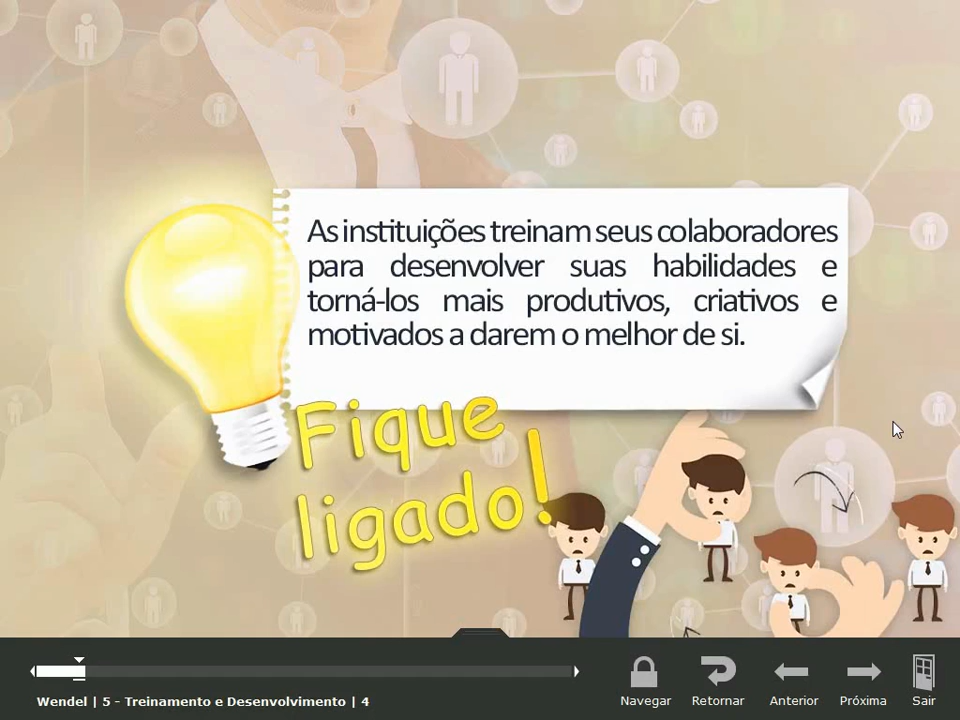 As instituições treinam seus colaboradores
para desenvolver suas habilidades e
torná-los mais produtivos, criativos e
motivados a darem o melhor de si.
Fique
ligado!
Wendel | 5 - Treinamento e Desenvolvimento | 4
Navegar
Retornar
Anterior
Próxima
Sair